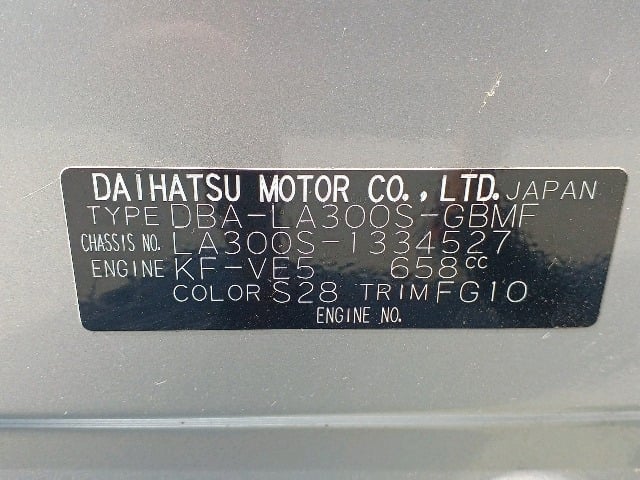 DAIHATSU MOTOR CO., LTD. JAPAN
TYPE DBA-LA300S-GBMF
CHASSIS NO. LA300S-1334527
ENGINE KF-VE5 658cc
COLOR S28 TRIM FG10
ENGINE NO.